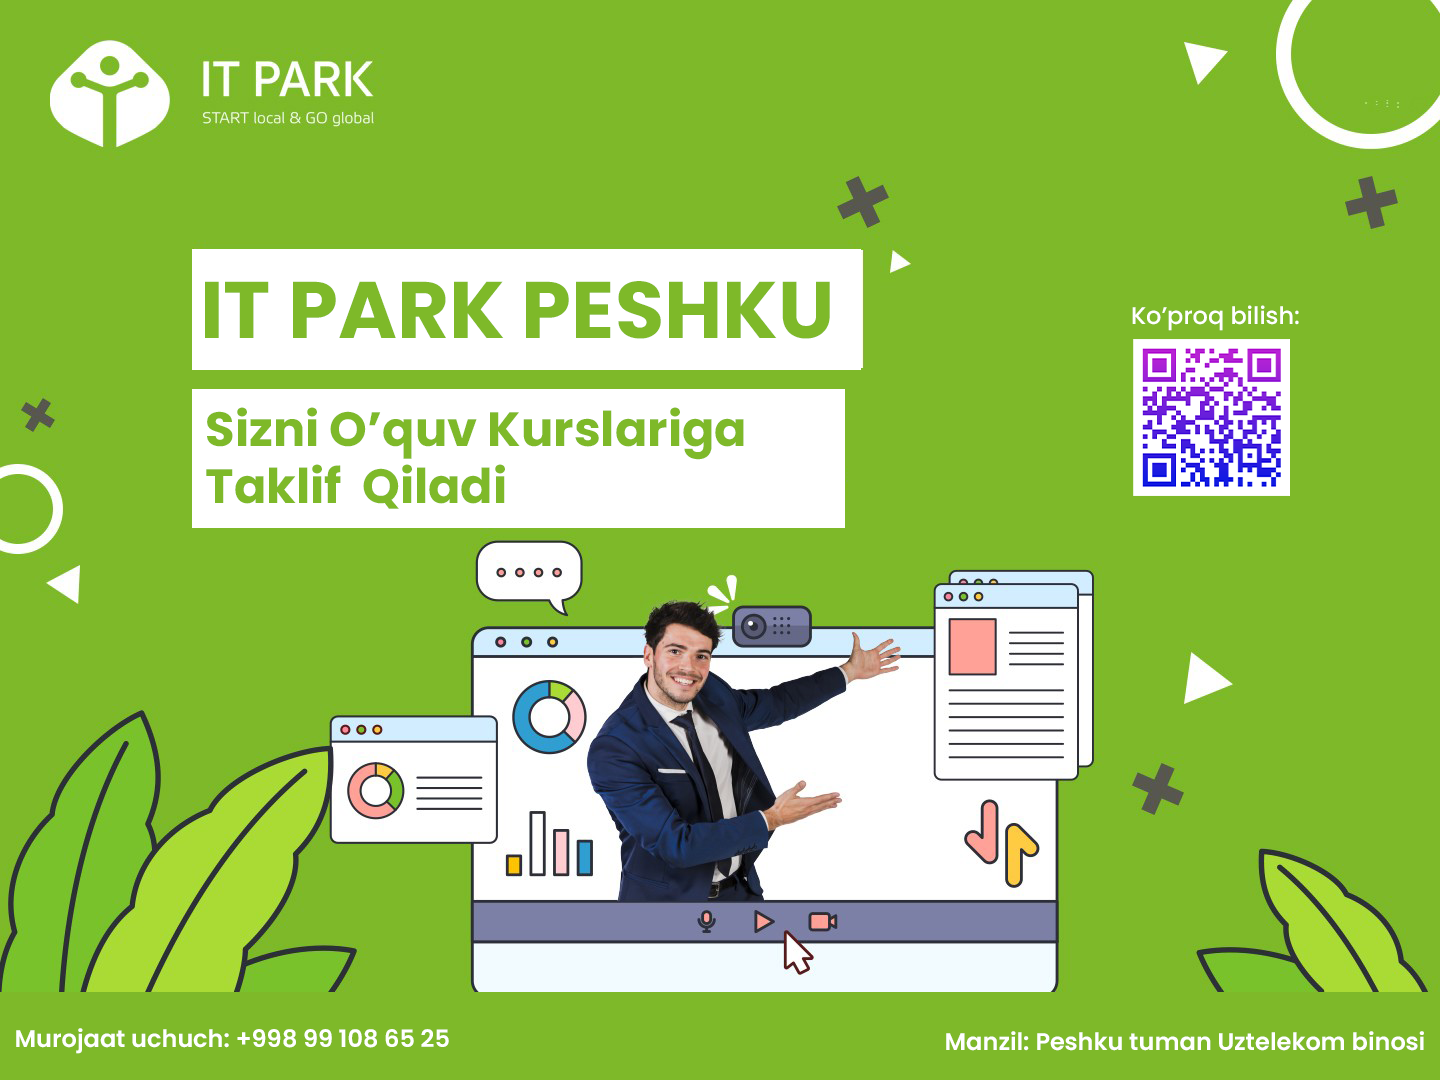 IT PARK
START local & GO global
IT PARK PESHKU
Sizni O’quv Kurslariga
Taklif Qiladi
Ko’proq bilish:
Murojaat uchuch: +998 99 108 65 25
Manzil: Peshku tuman Uztelekom binosi